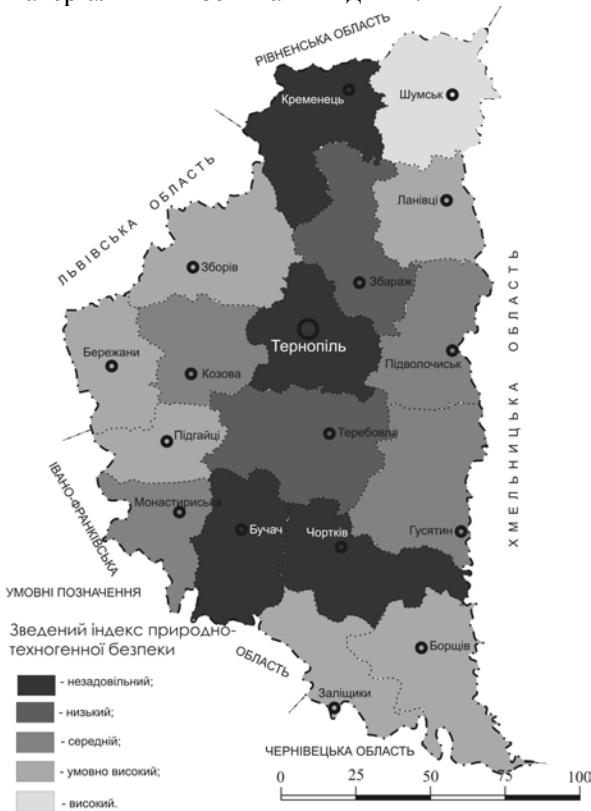 РІВНЕНСЬКА ОБЛАСТЬ
Кременець
Шумськ
ЛЬВІВСЬКА ОБЛАСТЬ
Ланівці
Зборів
Збараж
Тернопіль
Бережани
Козова
Підволочиськ
ХМЕЛЬНИЦЬКА ОБЛАСТЬ
Підгайці
Теребовля
ІВАНО-ФРАНКІВСЬКА
Монастириська
Бучач
Чортків
Гусятин
УМОВНІ ПОЗНАЧЕННЯ
Зведений індекс природно-
техногенної безпеки
ОБЛАСТЬ
Борщів
- незадовільний;
Заліщики
- низький;
- середній;
ЧЕРНІВЕЦЬКА ОБЛАСТЬ
- умовно високий;
0 25 50 75 100
- високий.